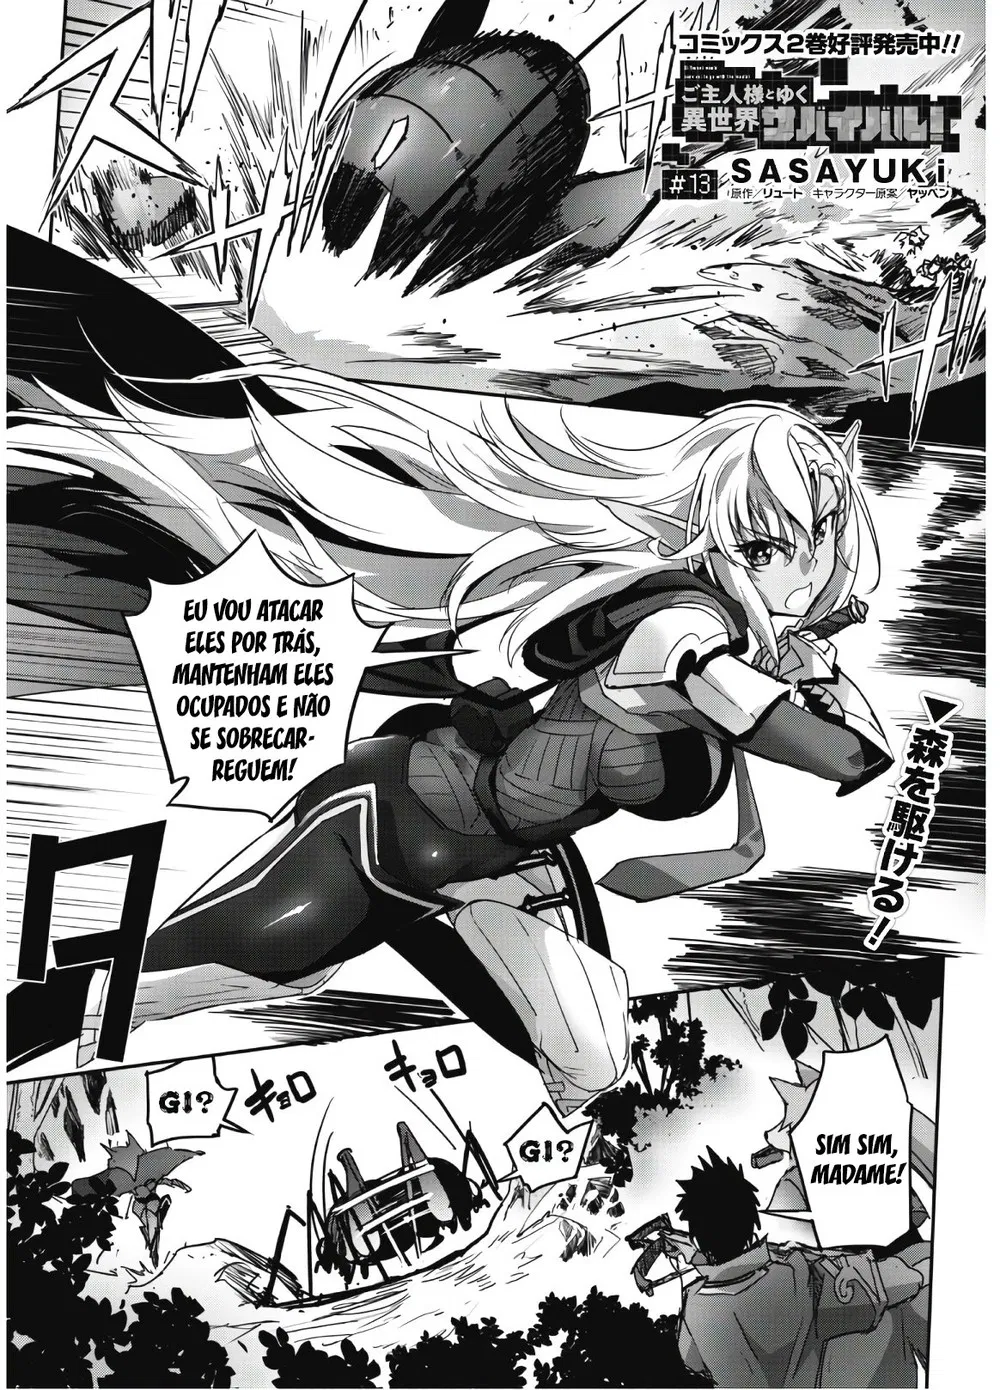 コミックス2巻好評発売中!!
ご主人様とゆく
異世界サバイバル!
#13
SASAYUKi
原作/リュート キャラクター原案/ヤッペン
EU VOU ATACAR
ELES POR TRÁS,
MANTENHAM ELES
OCUPADOS E NÃO
SE SOBRECAR-
REGUEM!
▼森を駆ける!
タ
GI?
キョロ
キョロ
GI?
SIM SIM,
MADAME!